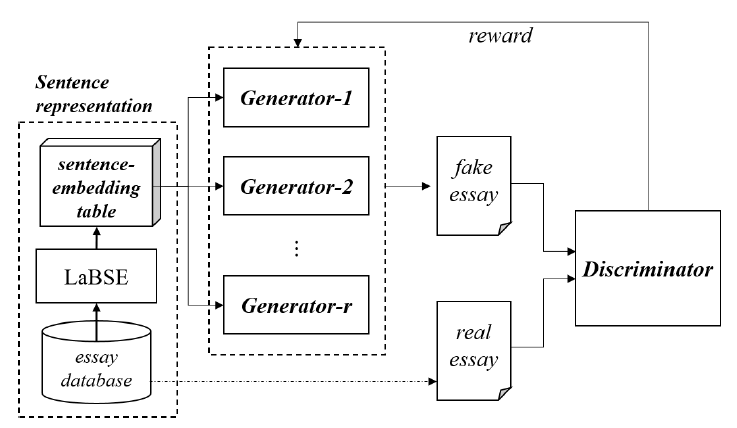 reward
Sentence
representation
sentence-
embedding
table
LaBSE
essay
database
Generator-1
Generator-2
⋮
Generator-r
fake
essay
real
essay
Discriminator